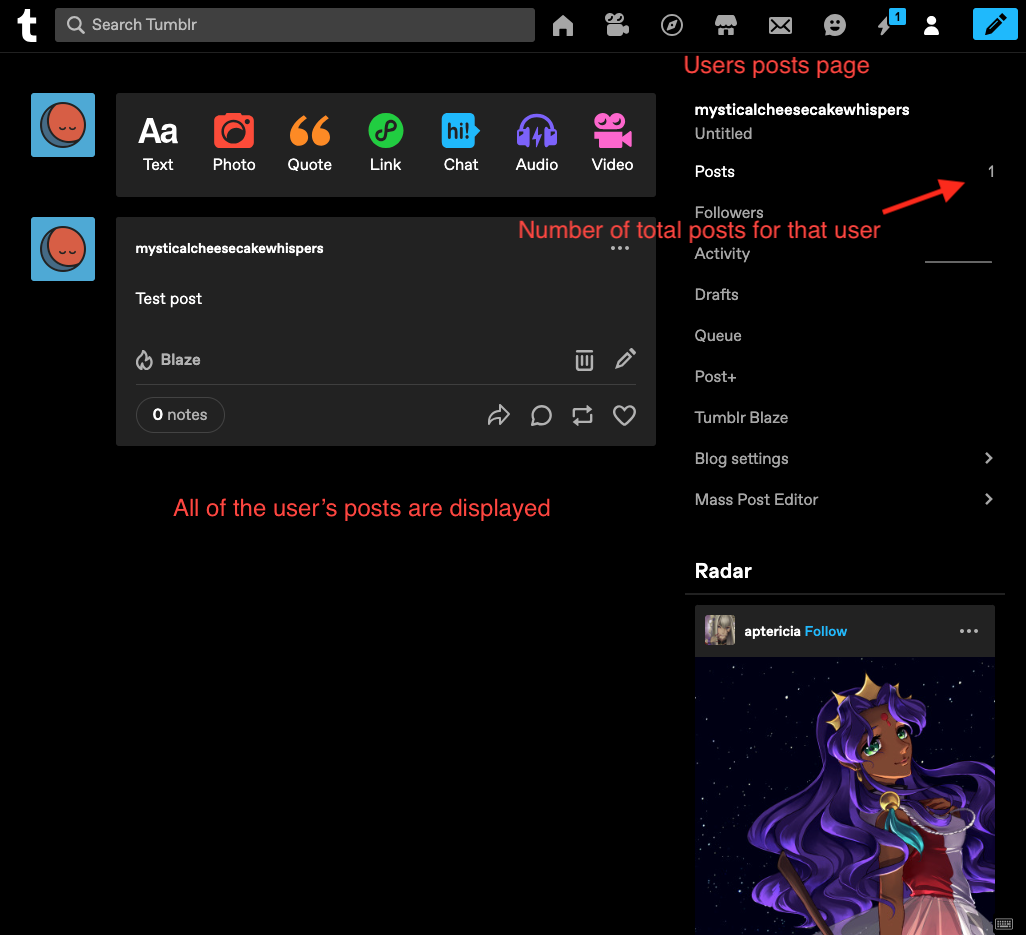 t
Search Tumblr
1
Users posts page
mysticalcheesecakewhispers
Untitled
Aa
hi!
Text
Photo
Quote
Link
Chat
Audio
Video
Posts
1
Followers
Number of total posts for that user
Activity
mysticalcheesecakewhispers
Test post
Drafts
Queue
Blaze
Post+
0 notes
Tumblr Blaze
Blog settings
Mass Post Editor
All of the user’s posts are displayed
Radar
aptericia Follow